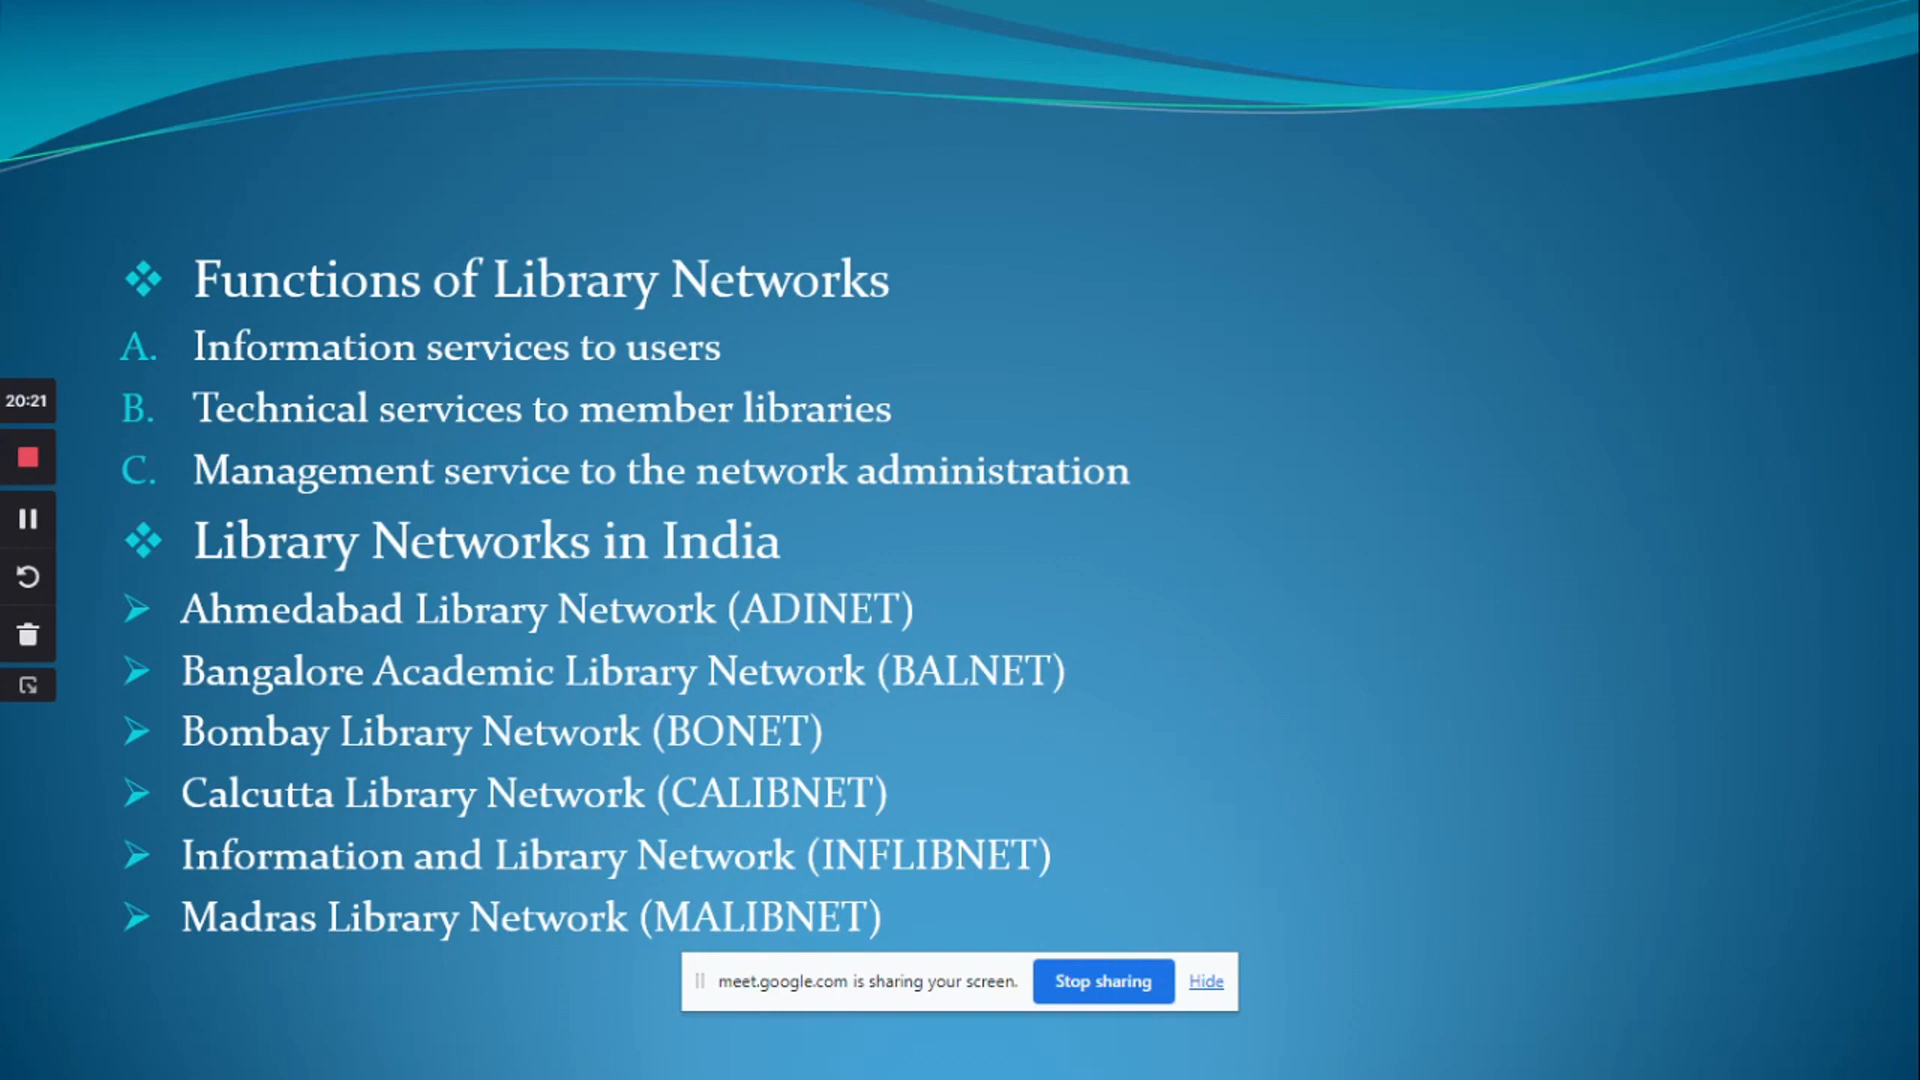 ❖ Functions of Library Networks
A. Information services to users
B. Technical services to member libraries
C. Management service to the network administration
❖ Library Networks in India
➢ Ahmedabad Library Network (ADINET)
➢ Bangalore Academic Library Network (BALNET)
➢ Bombay Library Network (BONET)
➢ Calcutta Library Network (CALIBNET)
➢ Information and Library Network (INFLIBNET)
➢ Madras Library Network (MALIBNET)
20:21
meet.google.com is sharing your screen. Stop sharing Hide